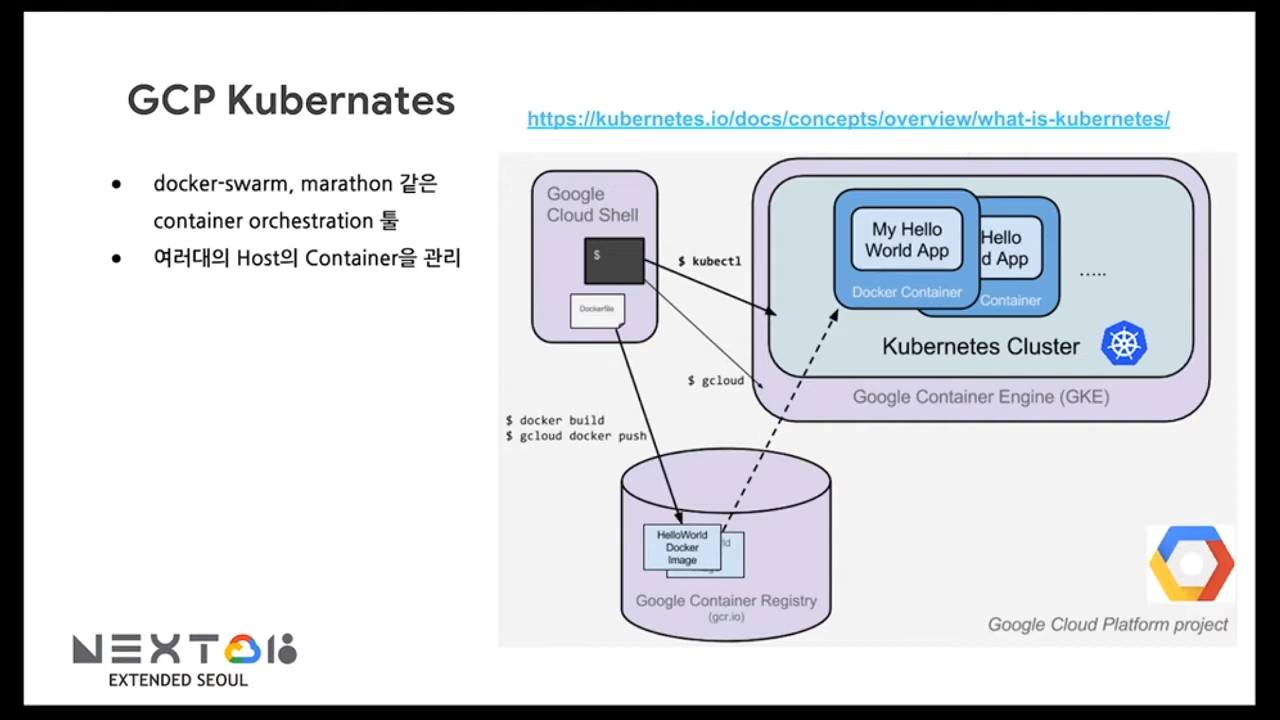 GCP Kubernates
https://kubernetes.io/docs/concepts/overview/what-is-kubernetes/
• docker-swarm, marathon 같은
container orchestration 툴
• 여러대의 Host의 Container을 관리
Google
Cloud Shell
$
Dockerfile
$ kubectl
$ gcloud
$ docker build
$ gcloud docker push
My Hello
World App
Docker Container
Hello
d App
Container
.....
Kubernetes Cluster
Google Container Engine (GKE)
HelloWorld
Docker
Image
Google Container Registry
(gcr.io)
Google Cloud Platform project
NEXT 18
EXTENDED SEOUL